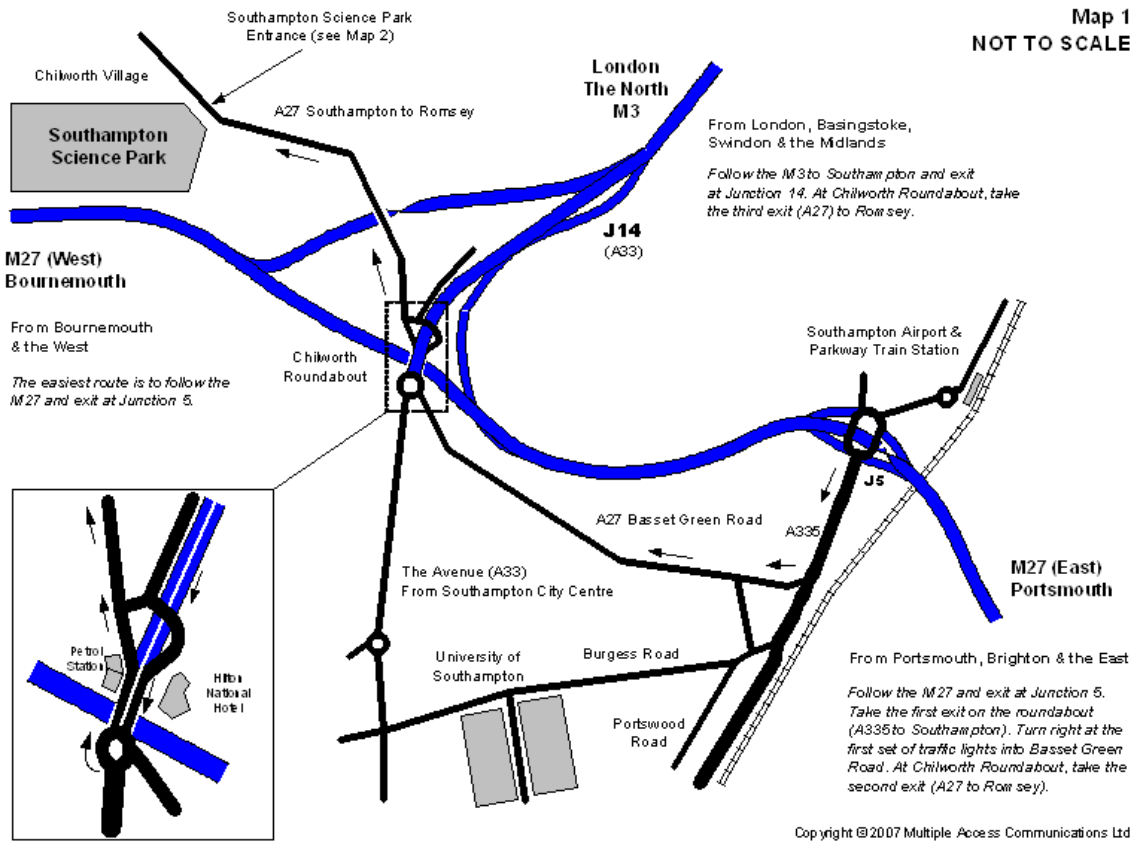 Map 1
NOT TO SCALE
Southampton Science Park
Entrance (see Map 2)
Chilworth Village
A27 Southampton to Romsey
London
The North
M3
Southampton
Science Park
From London, Basingstoke,
Swindon & the Midlands
Follow the M3 to Southampton and exit
at Junction 14. At Chilworth Roundabout, take
the third exit (A27) to Romsey.
J14
(A33)
M27 (West)
Bournemouth
From Bournemouth
& the West
The easiest route is to follow the
M27 and exit at Junction 5.
Chilworth
Roundabout
Southampton Airport &
Parkway Train Station
J5
A27 Basset Green Road
A335
The Avenue (A33)
From Southampton City Centre
M27 (East)
Portsmouth
Petrol
Station
Hilton
National
Hotel
University of
Southampton
Burgess Road
Portswood
Road
From Portsmouth, Brighton & the East
Follow the M27 and exit at Junction 5.
Take the first exit on the roundabout
(A335 to Southampton). Turn right at the
first set of traffic lights into Basset Green
Road. At Chilworth Roundabout, take the
second exit (A27 to Romsey).
Copyright ©2007 Multiple Access Communications Ltd